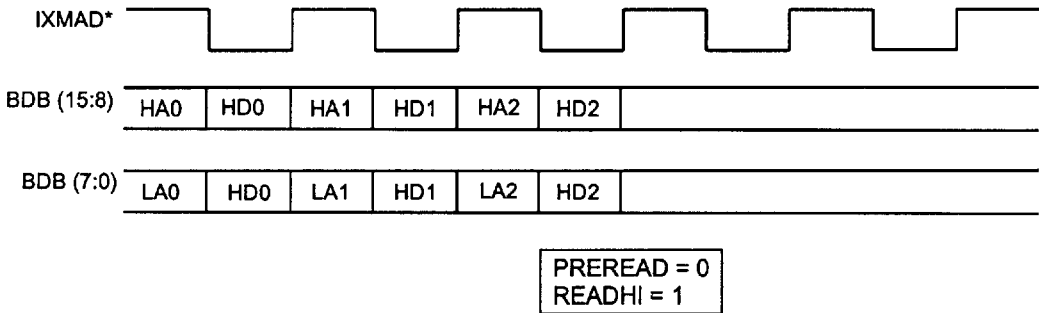 IXMAD*
BDB (15:8) HA0 HD0 HA1 HD1 HA2 HD2
BDB (7:0) LA0 HD0 LA1 HD1 LA2 HD2
PREREAD = 0
READHI = 1